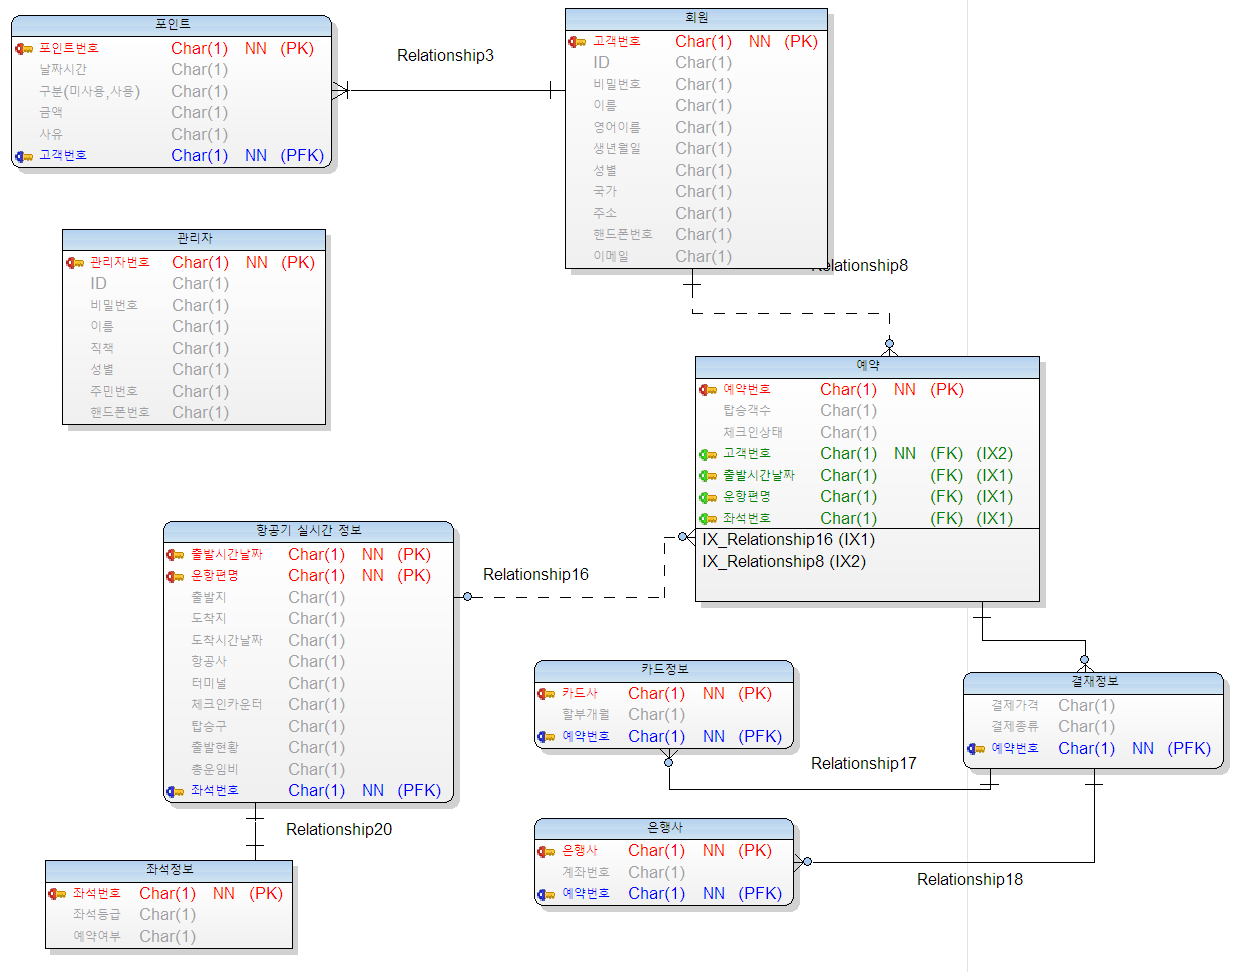 포인트
포인트번호 Char(1) NN (PK)
날짜시간 Char(1)
구분(미사용,사용) Char(1)
금액 Char(1)
사유 Char(1)
고객번호 Char(1) NN (PFK)
Relationship3
회원
고객번호 Char(1) NN (PK)
ID Char(1)
비밀번호 Char(1)
이름 Char(1)
영어이름 Char(1)
생년월일 Char(1)
성별 Char(1)
국가 Char(1)
주소 Char(1)
핸드폰번호 Char(1)
이메일 Char(1)
관리자
관리자번호 Char(1) NN (PK)
ID Char(1)
비밀번호 Char(1)
이름 Char(1)
직책 Char(1)
성별 Char(1)
주민번호 Char(1)
핸드폰번호 Char(1)
Relationship8
예약
예약번호 Char(1) NN (PK)
탑승객수 Char(1)
체크인상태 Char(1)
고객번호 Char(1) NN (FK) (IX2)
출발시간날짜 Char(1) (FK) (IX1)
운항편명 Char(1) (FK) (IX1)
좌석번호 Char(1) (FK) (IX1)
IX_Relationship16 (IX1)
IX_Relationship8 (IX2)
항공기 실시간 정보
출발시간날짜 Char(1) NN (PK)
운항편명 Char(1) NN (PK)
출발지 Char(1)
도착지 Char(1)
도착시간날짜 Char(1)
항공사 Char(1)
터미널 Char(1)
체크인카운터 Char(1)
탑승구 Char(1)
출발현황 Char(1)
총운임비 Char(1)
좌석번호 Char(1) NN (PFK)
Relationship16
카드정보
카드사 Char(1) NN (PK)
할부개월 Char(1)
예약번호 Char(1) NN (PFK)
결재정보
결제가격 Char(1)
결제종류 Char(1)
예약번호 Char(1) NN (PFK)
Relationship17
Relationship20
은행사
은행사 Char(1) NN (PK)
계좌번호 Char(1)
예약번호 Char(1) NN (PFK)
Relationship18
좌석정보
좌석번호 Char(1) NN (PK)
좌석등급 Char(1)
예약여부 Char(1)